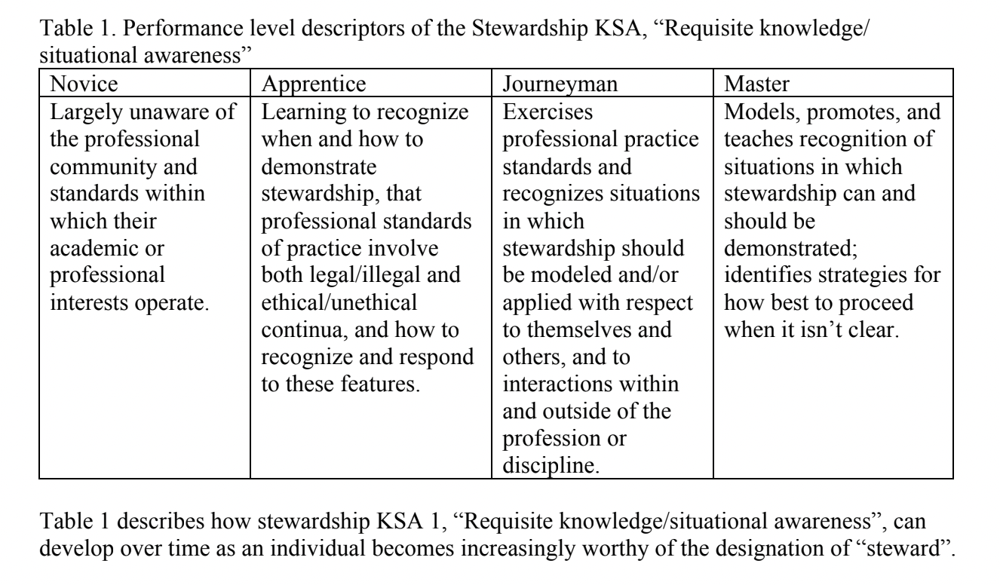 Table 1. Performance level descriptors of the Stewardship KSA, “Requisite knowledge/
situational awareness”
Novice
Apprentice
Journeyman
Master
Largely unaware of
the professional
community and
standards within
which their
academic or
professional
interests operate.
Learning to recognize
when and how to
demonstrate
stewardship, that
professional standards
of practice involve
both legal/illegal and
ethical/unethical
continua, and how to
recognize and respond
to these features.
Exercises
professional practice
standards and
recognizes situations
in which
stewardship should
be modeled and/or
applied with respect
to themselves and
others, and to
interactions within
and outside of the
profession or
discipline.
Models, promotes, and
teaches recognition of
situations in which
stewardship can and
should be
demonstrated;
identifies strategies for
how best to proceed
when it isn’t clear.
Table 1 describes how stewardship KSA 1, “Requisite knowledge/situational awareness”, can
develop over time as an individual becomes increasingly worthy of the designation of “steward”.